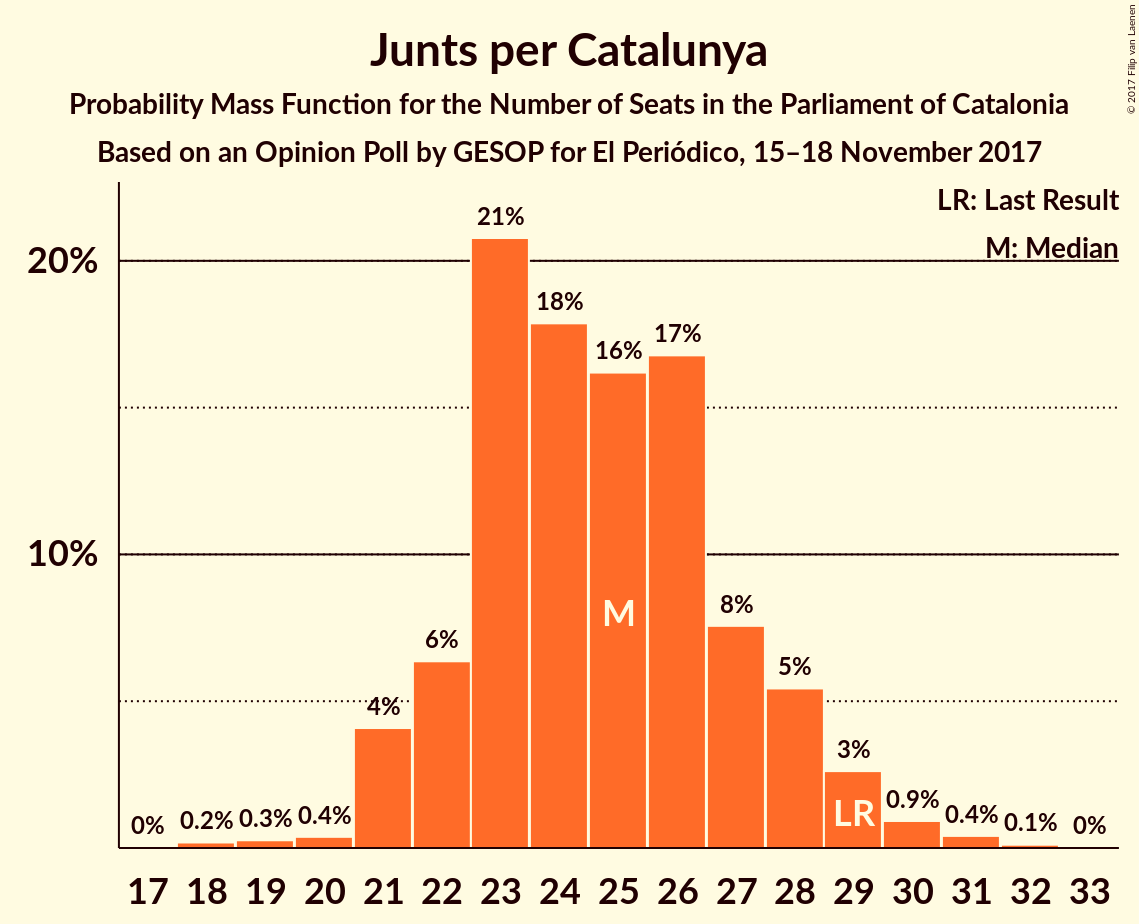 Junts per Catalunya
Probability Mass Function for the Number of Seats in the Parliament of Catalonia
Based on an Opinion Poll by GESOP for El Periódico, 15–18 November 2017
© 2017 Filip van Laenen
LR: Last Result
M: Median
20%
10%
0%
0.2%
0.3%
0.4%
4%
6%
21%
18%
16%
17%
8%
5%
3%
0.9%
0.4%
0.1%
0%
M
LR
17 18 19 20 21 22 23 24 25 26 27 28 29 30 31 32 33